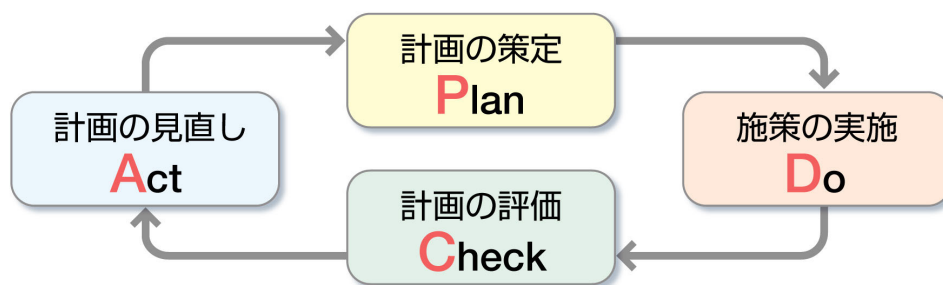 計画の策定
Plan
施策の実施
Do
計画の評価
Check
計画の見直し
Act